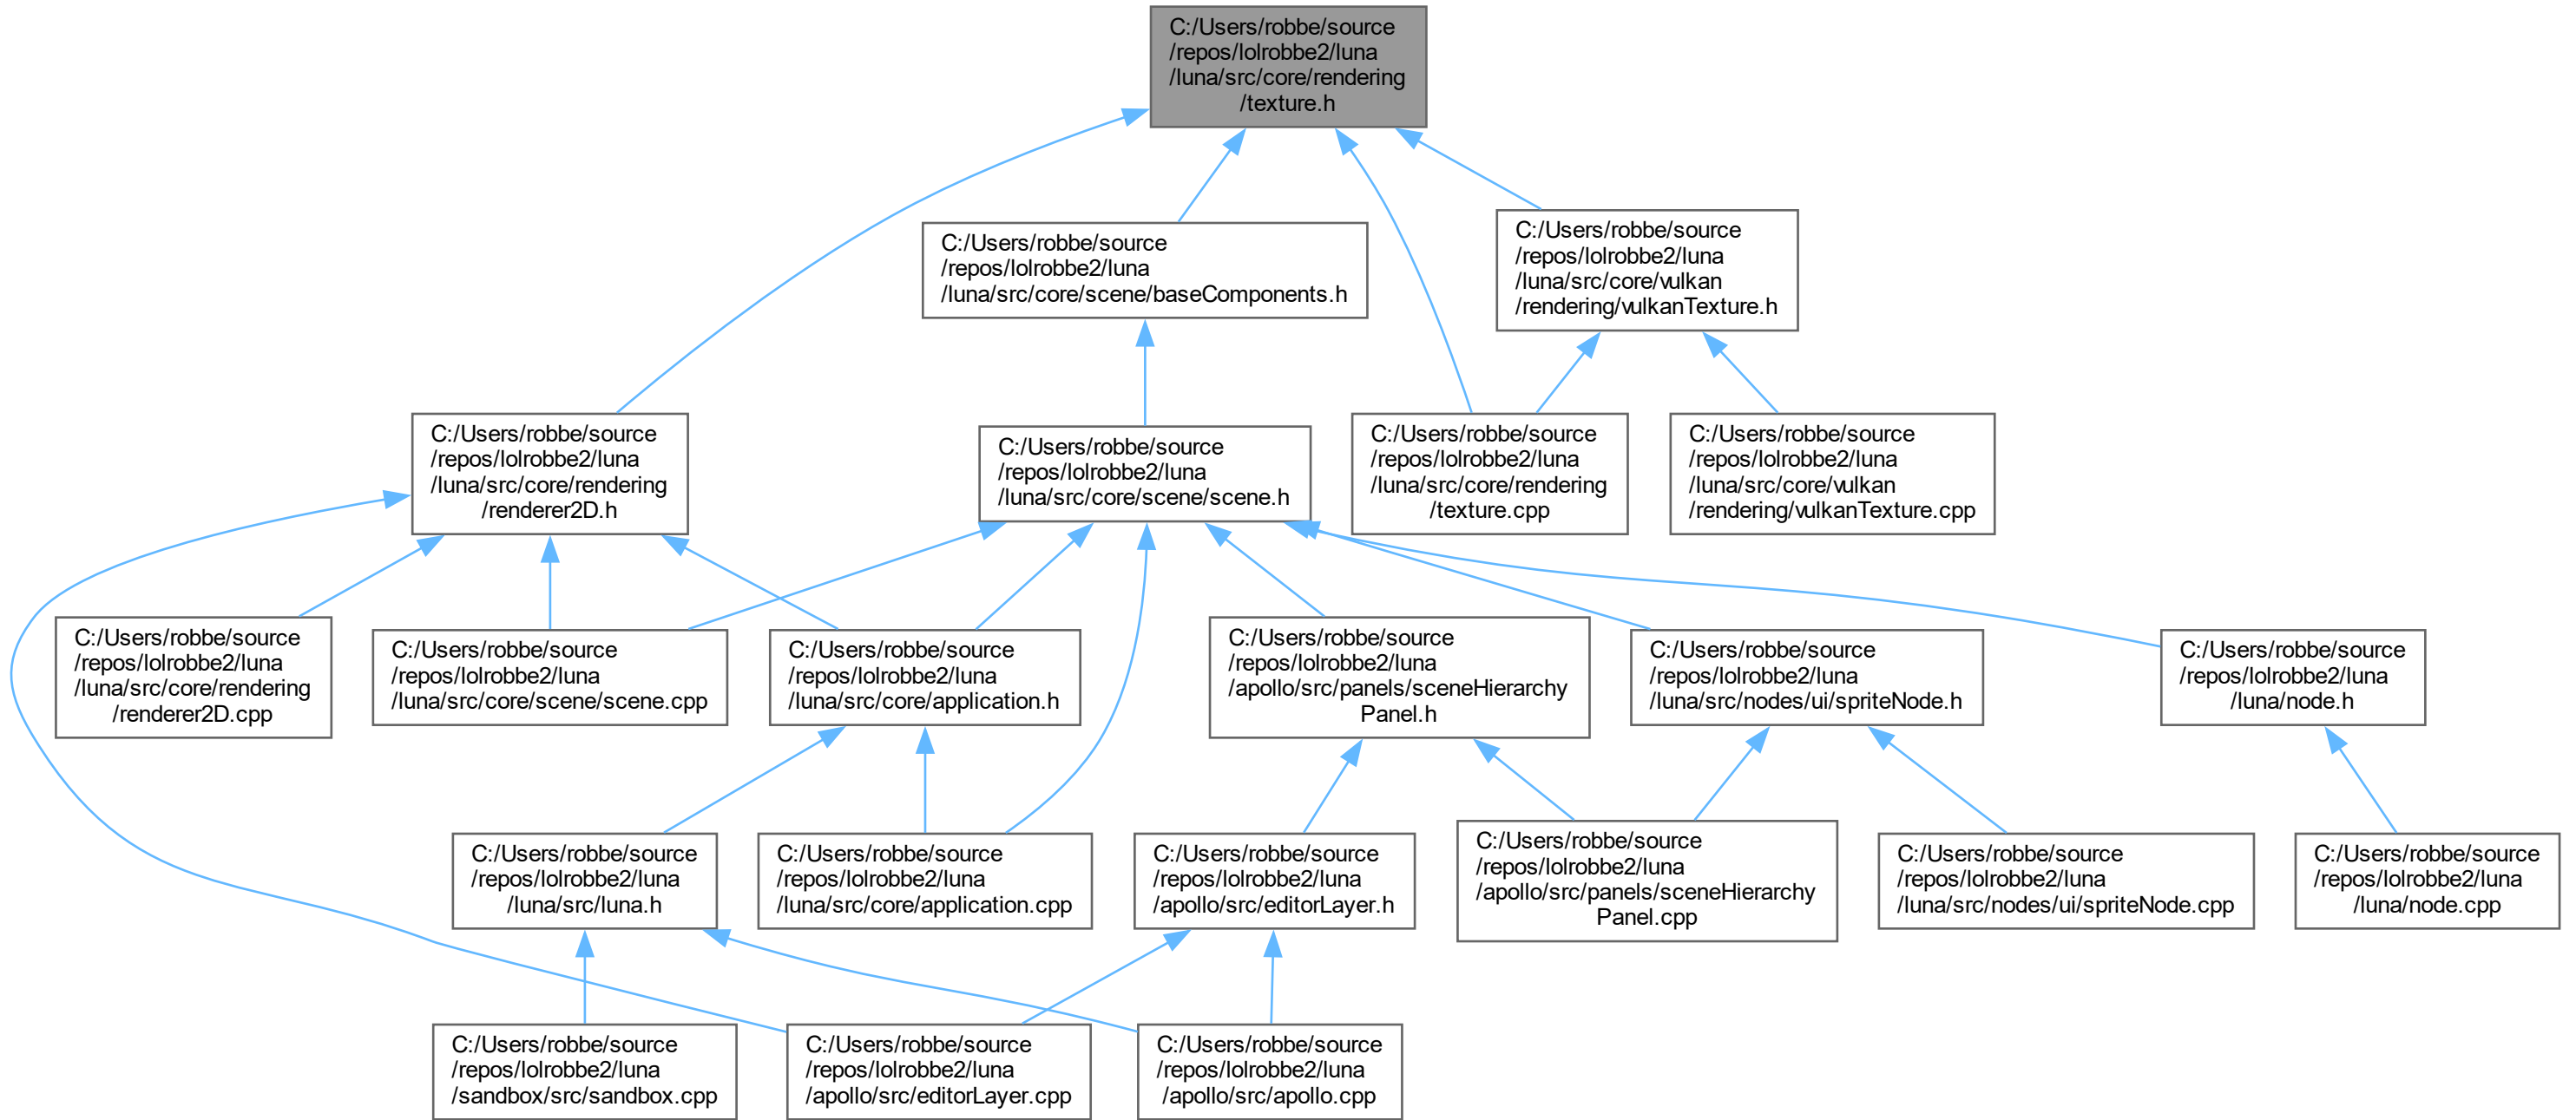 C:/Users/robbe/source
/repos/lolrobbe2/luna
/luna/src/core/rendering
/texture.h
C:/Users/robbe/source
/repos/lolrobbe2/luna
/luna/src/core/scene/baseComponents.h
C:/Users/robbe/source
/repos/lolrobbe2/luna
/luna/src/core/vulkan
/rendering/vulkanTexture.h
C:/Users/robbe/source
/repos/lolrobbe2/luna
/luna/src/core/rendering
/renderer2D.h
C:/Users/robbe/source
/repos/lolrobbe2/luna
/luna/src/core/scene/scene.h
C:/Users/robbe/source
/repos/lolrobbe2/luna
/luna/src/core/rendering
/texture.cpp
C:/Users/robbe/source
/repos/lolrobbe2/luna
/luna/src/core/vulkan
/rendering/vulkanTexture.cpp
C:/Users/robbe/source
/repos/lolrobbe2/luna
/luna/src/core/rendering
/renderer2D.cpp
C:/Users/robbe/source
/repos/lolrobbe2/luna
/luna/src/core/scene/scene.cpp
C:/Users/robbe/source
/repos/lolrobbe2/luna
/luna/src/core/application.h
C:/Users/robbe/source
/repos/lolrobbe2/luna
/apollo/src/panels/sceneHierarchy
Panel.h
C:/Users/robbe/source
/repos/lolrobbe2/luna
/luna/src/nodes/ui/spriteNode.h
C:/Users/robbe/source
/repos/lolrobbe2/luna
/luna/node.h
C:/Users/robbe/source
/repos/lolrobbe2/luna
/luna/src/luna.h
C:/Users/robbe/source
/repos/lolrobbe2/luna
/luna/src/core/application.cpp
C:/Users/robbe/source
/repos/lolrobbe2/luna
/apollo/src/editorLayer.h
C:/Users/robbe/source
/repos/lolrobbe2/luna
/apollo/src/panels/sceneHierarchy
Panel.cpp
C:/Users/robbe/source
/repos/lolrobbe2/luna
/luna/src/nodes/ui/spriteNode.cpp
C:/Users/robbe/source
/repos/lolrobbe2/luna
/luna/node.cpp
C:/Users/robbe/source
/repos/lolrobbe2/luna
/sandbox/src/sandbox.cpp
C:/Users/robbe/source
/repos/lolrobbe2/luna
/apollo/src/editorLayer.cpp
C:/Users/robbe/source
/repos/lolrobbe2/luna
/apollo/src/apollo.cpp